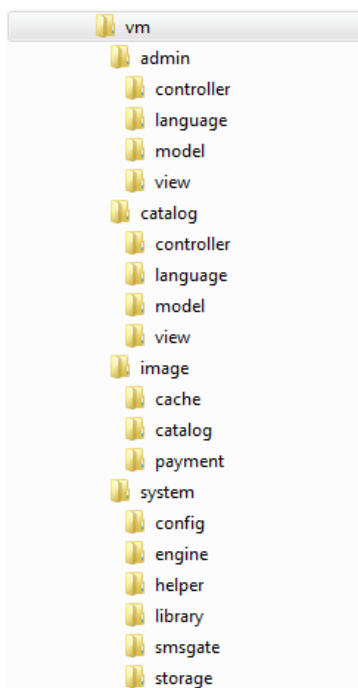 vm
admin
controller
language
model
view
catalog
controller
language
model
view
image
cache
catalog
payment
system
config
engine
helper
library
smsgate
storage